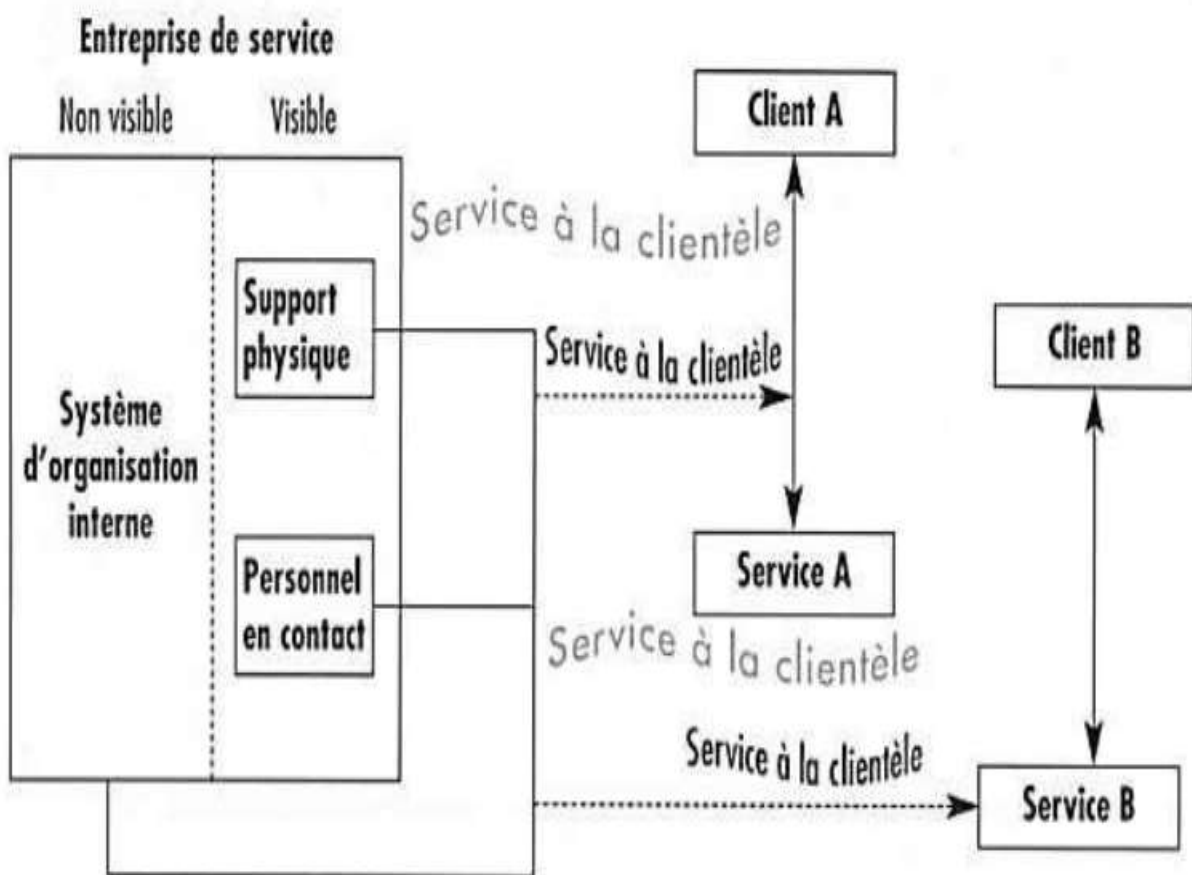 Entreprise de service
Non visible
Visible
Client A
Service à la clientèle
Support
physique
Service à la clientèle
Client B
Système
d'organisation
interne
Service A
Personnel
en contact
Service à la clientèle
Service à la clientèle
Service B